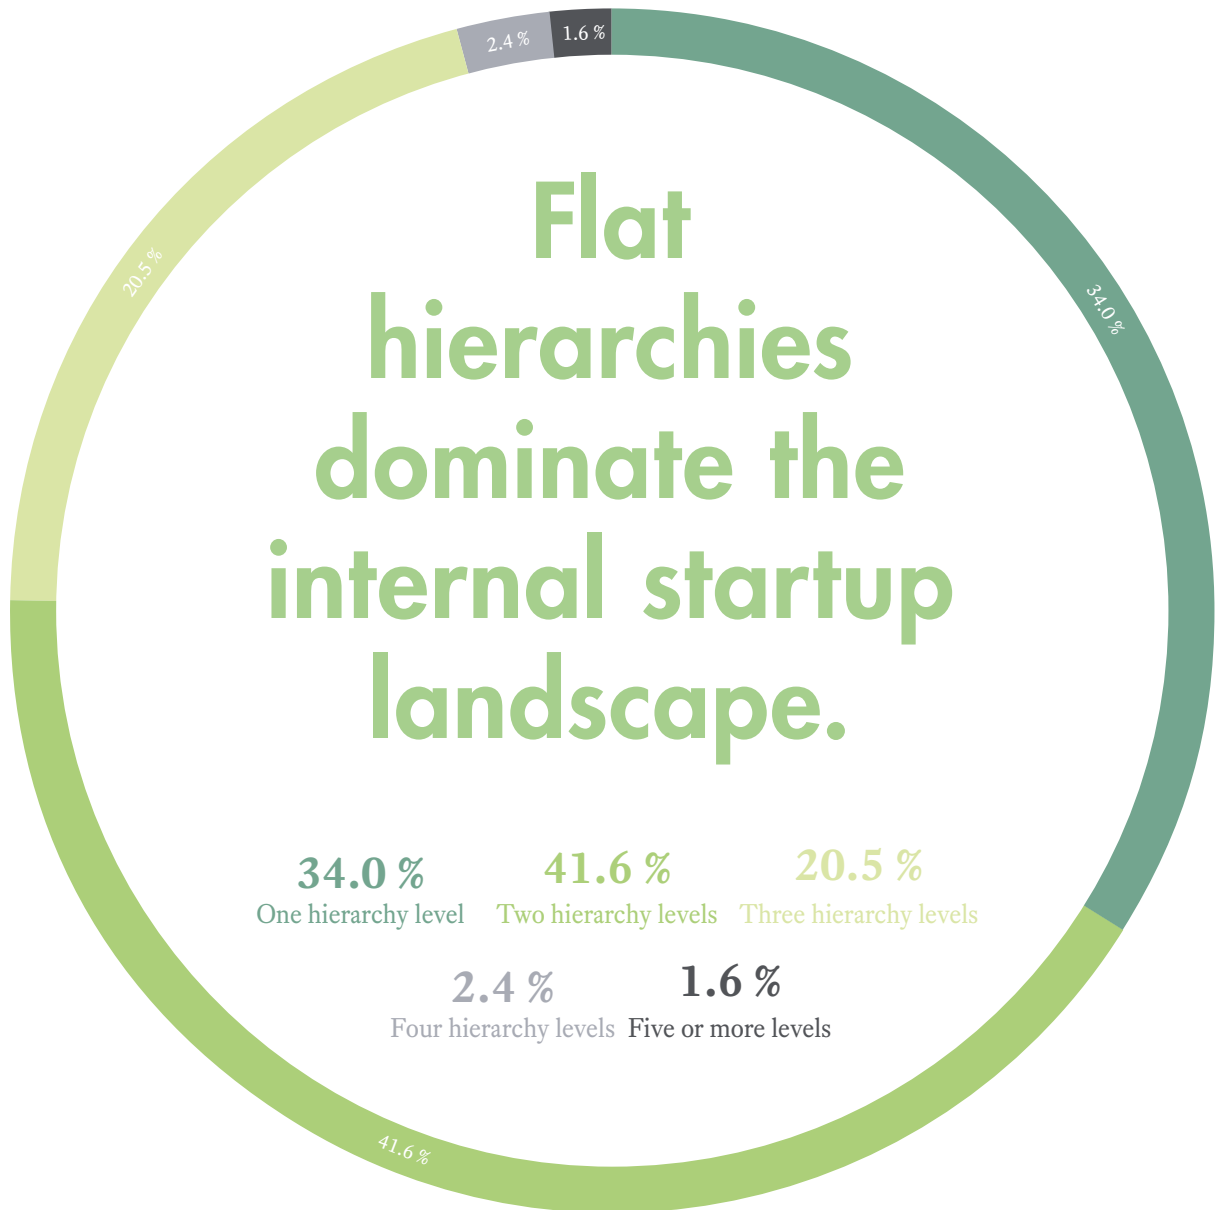 2.4 %
1.6 %
20.5 %
34.0 %
Flat
hierarchies
dominate the
internal startup
landscape.
34.0 %
One hierarchy level
41.6 %
Two hierarchy levels
20.5 %
Three hierarchy levels
2.4 %
Four hierarchy levels
1.6 %
Five or more levels
41.6 %